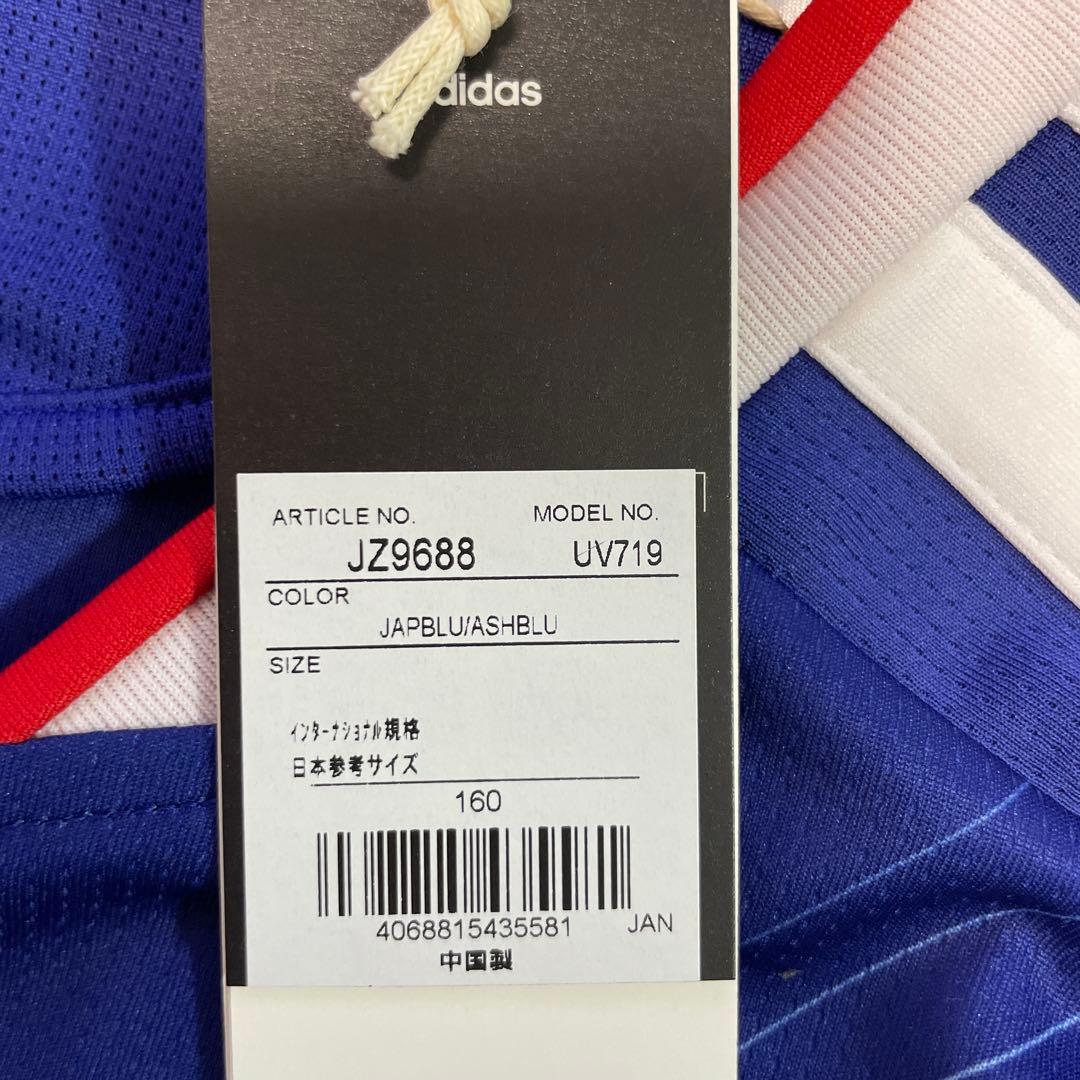 adidas
ARTICLE NO. MODEL NO.
JZ9688 UV719
COLOR
JAPBLU/ASHBLU
SIZE
インターナショナル規格
日本参考サイズ
160
4068815435581 JAN
中国製